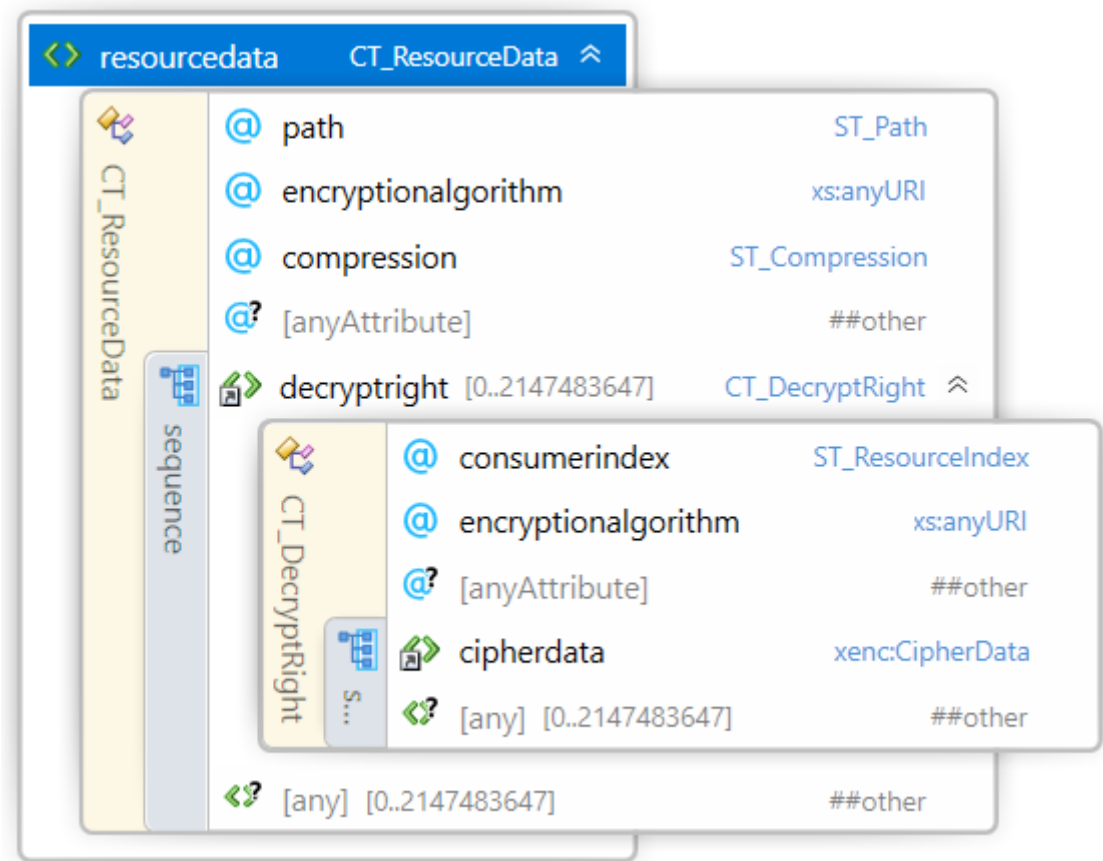 resourcedata CT_ResourceData
CT_ResourceData
@ path ST_Path
@ encryptionalgorithm xs:anyURI
@ compression ST_Compression
@? [anyAttribute] ##other
sequence
decryptright [0..2147483647] CT_DecryptRight
CT_DecryptRight
@ consumerindex ST_ResourceIndex
@ encryptionalgorithm xs:anyURI
@? [anyAttribute] ##other
s...
cipherdata xenc:CipherData
[any] [0..2147483647] ##other
[any] [0..2147483647] ##other